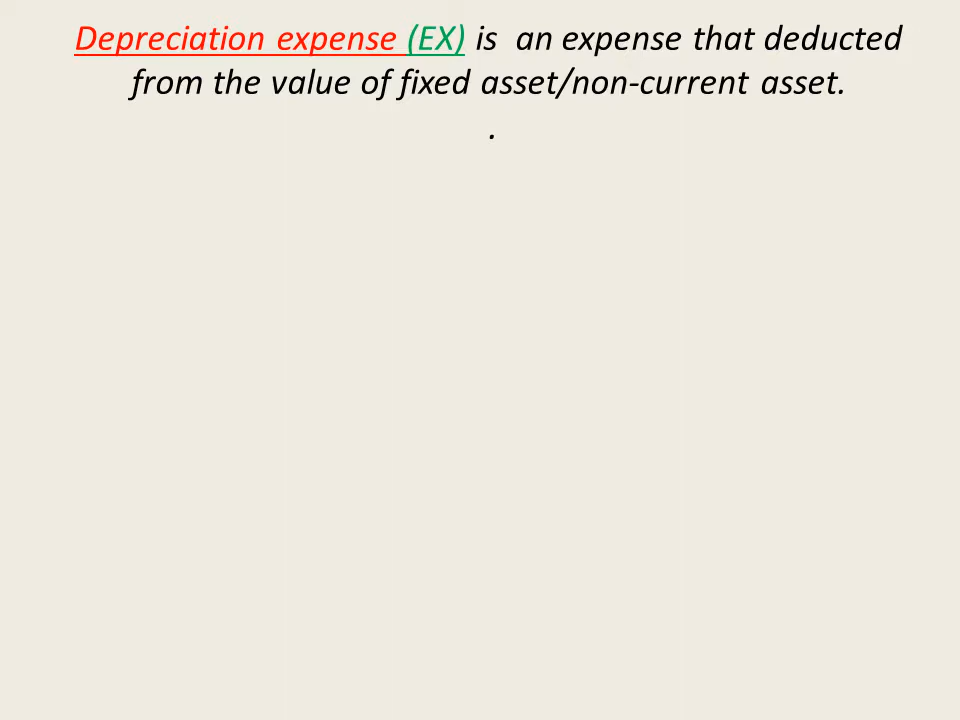 Depreciation expense (EX) is  an expense that deducted
from the value of fixed asset/non-current asset.
.